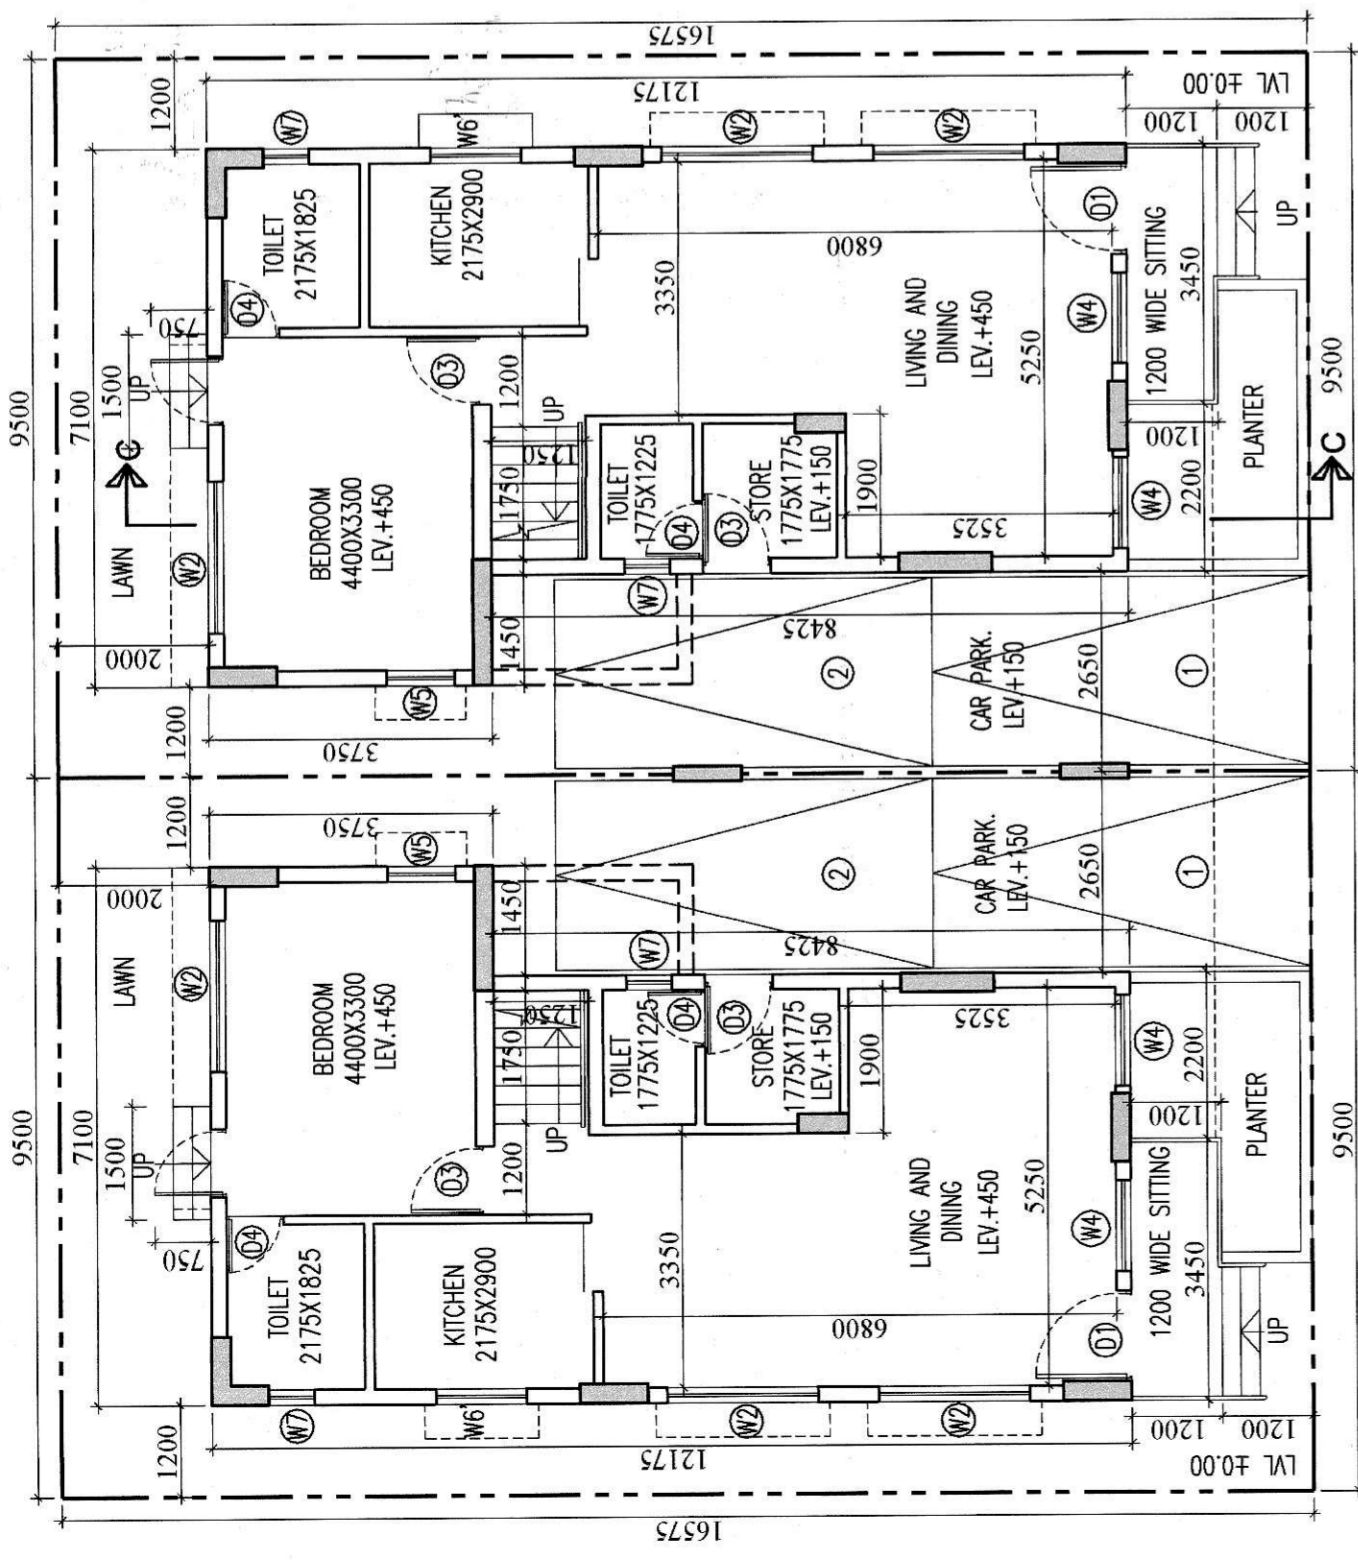 16575
9500
1200
7100
1500
UP
750
C
LAWN
2000
W2
12175
W7
TOILET
2175X1825
D4
W6'
KITCHEN
2175X2900
BEDROOM
4400X3300
LEV.+450
D3
W5
3750
1200
W2
W2
3350
6800
1200
UP
1750
1250
1450
TOILET
1775X1225
D4
W7
D3
STORE
1775X1775
LEV.+150
1900
3525
LIVING AND
DINING
LEV.+450
5250
D1
W4
W4
8425
2
CAR PARK.
LEV.+150
2650
1
LVL ±0.00
1200
1200
1200 WIDE SITTING
3450
UP
1200
2200
PLANTER
C
9500
9500
1200
7100
1500
UP
750
LAWN
2000
W2
1200
3750
W5
BEDROOM
4400X3300
LEV.+450
D3
D4
TOILET
2175X1825
W7
KITCHEN
2175X2900
W6'
1450
1750
1250
UP
1200
W7
TOILET
1775X1225
D4
D3
STORE
1775X1775
LEV.+150
1900
3525
8425
2
CAR PARK.
LEV.+150
2650
1
3350
6800
LIVING AND
DINING
LEV.+450
5250
W4
W4
D1
W2
W2
12175
1200
1200
LVL ±0.00
1200 WIDE SITTING
3450
UP
1200
2200
PLANTER
9500
16575